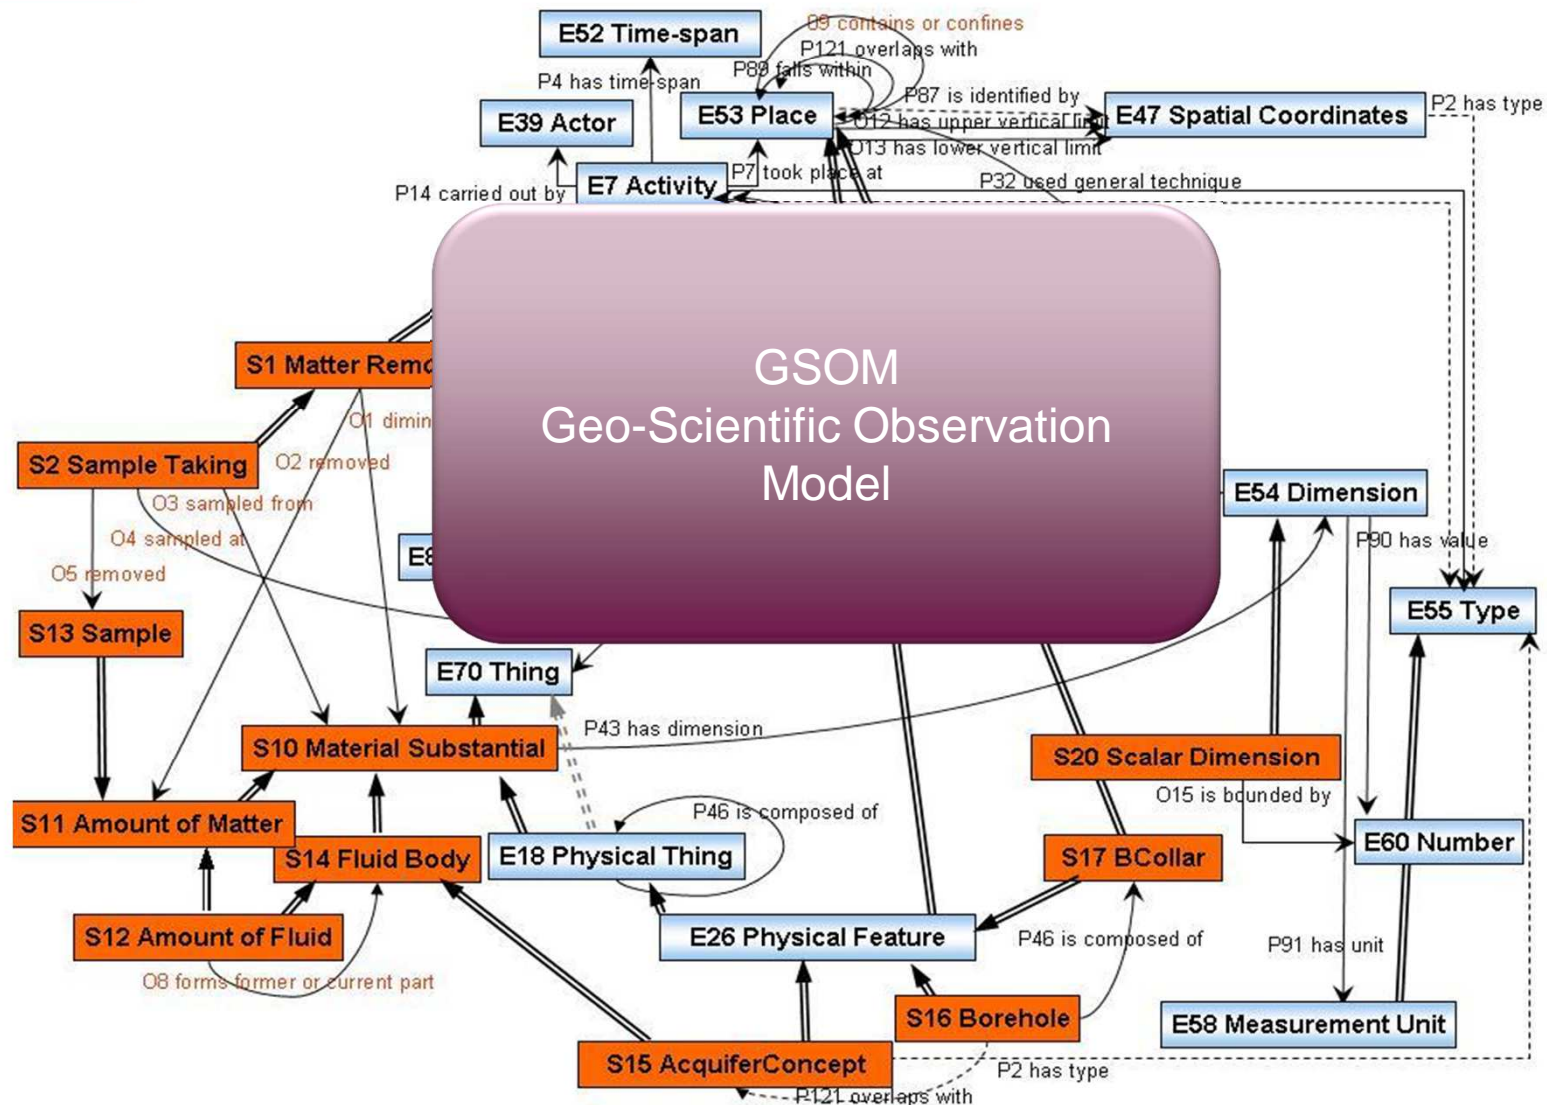 O9 contains or confines
E52 Time-span
P121 overlaps with
P89 falls within
P4 has time-span
P87 is identified by
P2 has type
E39 Actor
E53 Place
E47 Spatial Coordinates
O12 has upper vertical limit
O13 has lower vertical limit
P7 took place at
P14 carried out by
E7 Activity
P32 used general technique
GSOM
Geo-Scientific Observation
Model
S1 Matter Remo
O1 dimin
O2 removed
S2 Sample Taking
O3 sampled from
O4 sampled at
O5 removed
E54 Dimension
P90 has value
E55 Type
S13 Sample
E70 Thing
P43 has dimension
S10 Material Substantial
S20 Scalar Dimension
O15 is bounded by
P46 is composed of
S11 Amount of Matter
S14 Fluid Body
E18 Physical Thing
S17 BCollar
E60 Number
S12 Amount of Fluid
E26 Physical Feature
P46 is composed of
P91 has unit
O8 forms former or current part
S16 Borehole
E58 Measurement Unit
S15 AcquiferConcept
P2 has type
P121 overlaps with